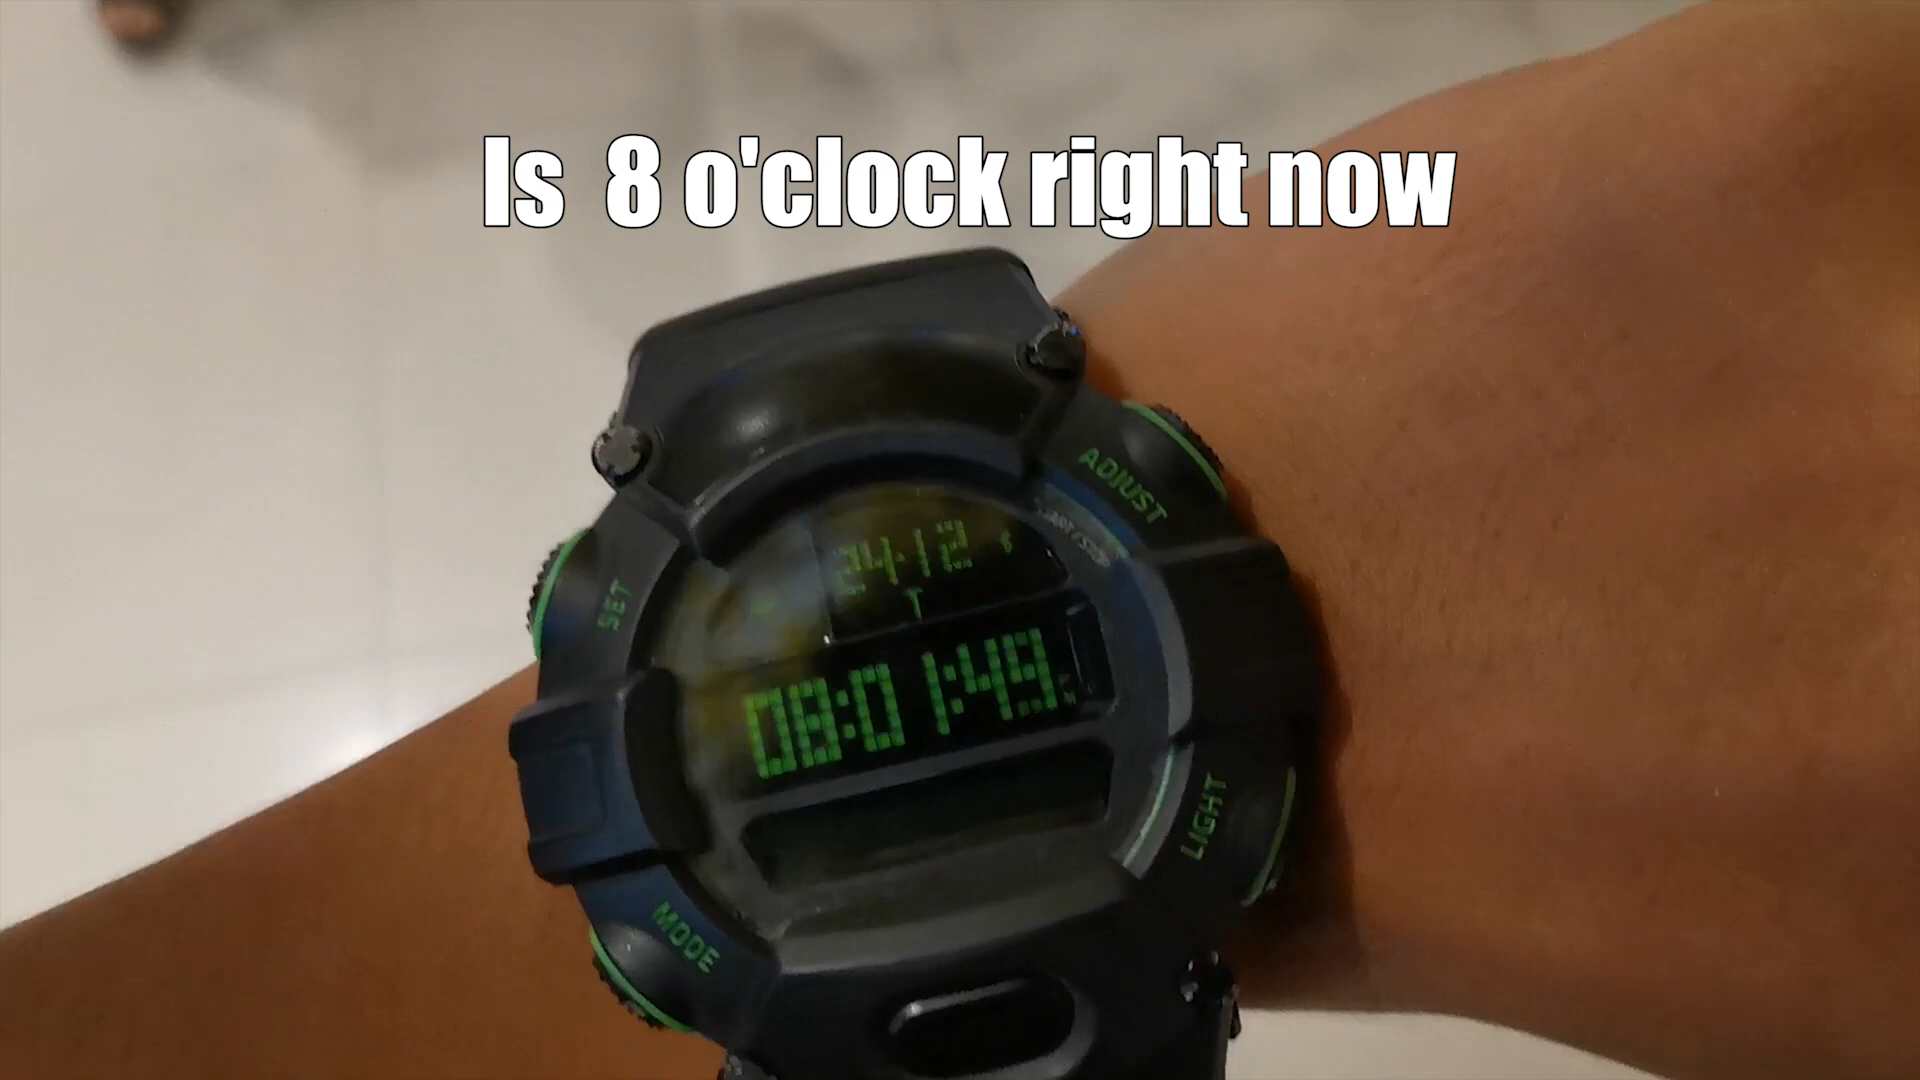 Is 8 o'clock right now
ADJUST
SET
24-12
T
08:01:49
LIGHT
MODE